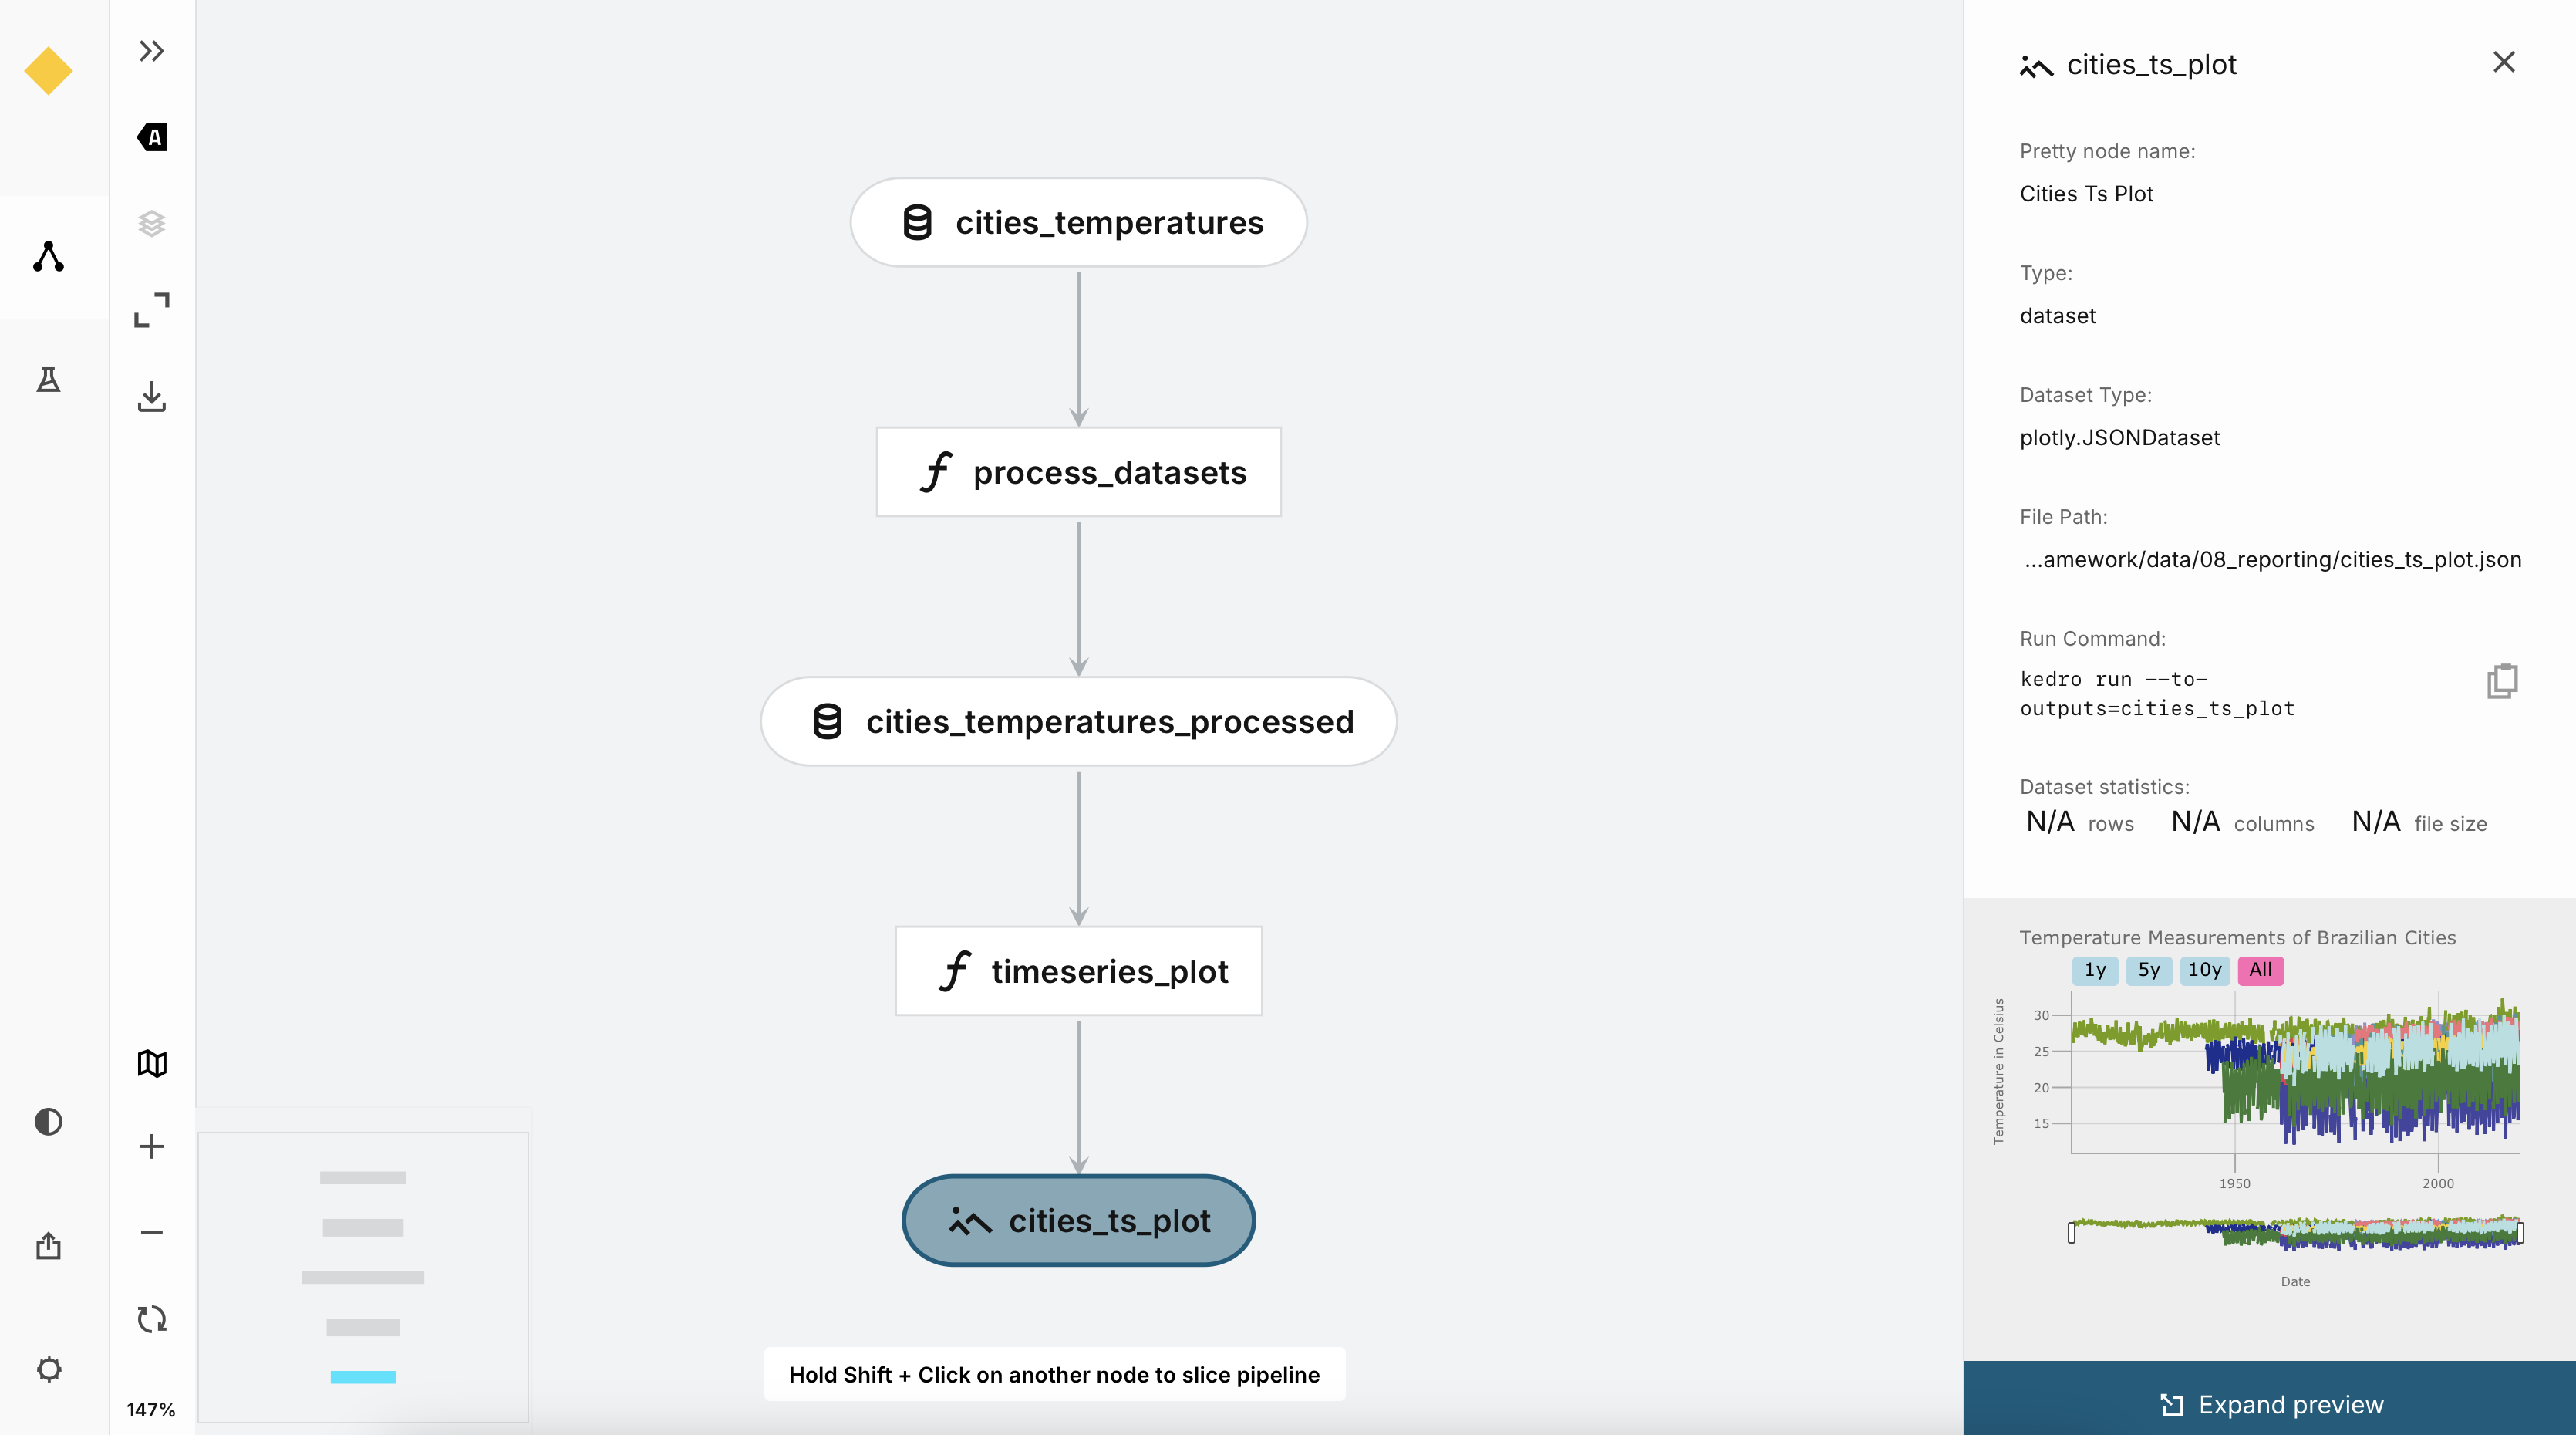 A
cities_temperatures
process_datasets
cities_temperatures_processed
timeseries_plot
cities_ts_plot
Hold Shift + Click on another node to slice pipeline
147%
cities_ts_plot
Pretty node name:
Cities Ts Plot
Type:
dataset
Dataset Type:
plotly.JSONDataset
File Path:
...amework/data/08_reporting/cities_ts_plot.json
Run Command:
kedro run --to-
outputs=cities_ts_plot
Dataset statistics:
N/A rows N/A columns N/A file size
Temperature Measurements of Brazilian Cities
1y 5y 10y All
Temperature in Celsius
30
25
20
15
1950 2000
Date
Expand preview